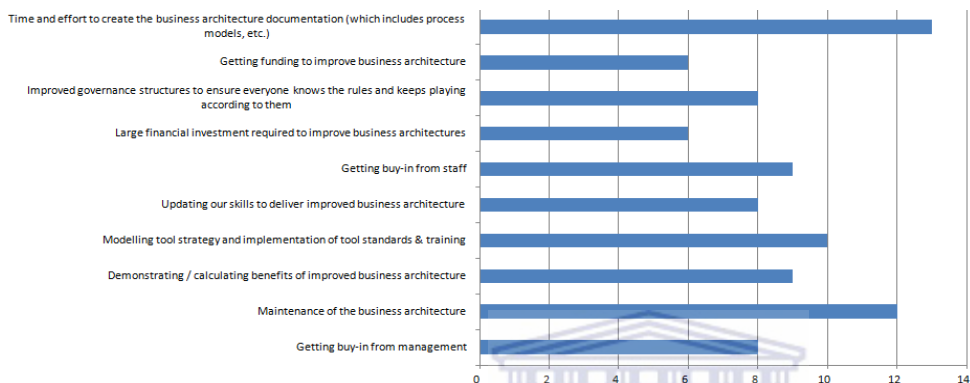 Time and effort to create the business architecture documentation (which includes process
models, etc.)
Getting funding to improve business architecture
Improved governance structures to ensure everyone knows the rules and keeps playing
according to them
Large financial investment required to improve business architectures
Getting buy-in from staff
Updating our skills to deliver improved business architecture
Modelling tool strategy and implementation of tool standards & training
Demonstrating / calculating benefits of improved business architecture
Maintenance of the business architecture
Getting buy-in from management
0 2 4 6 8 10 12 14